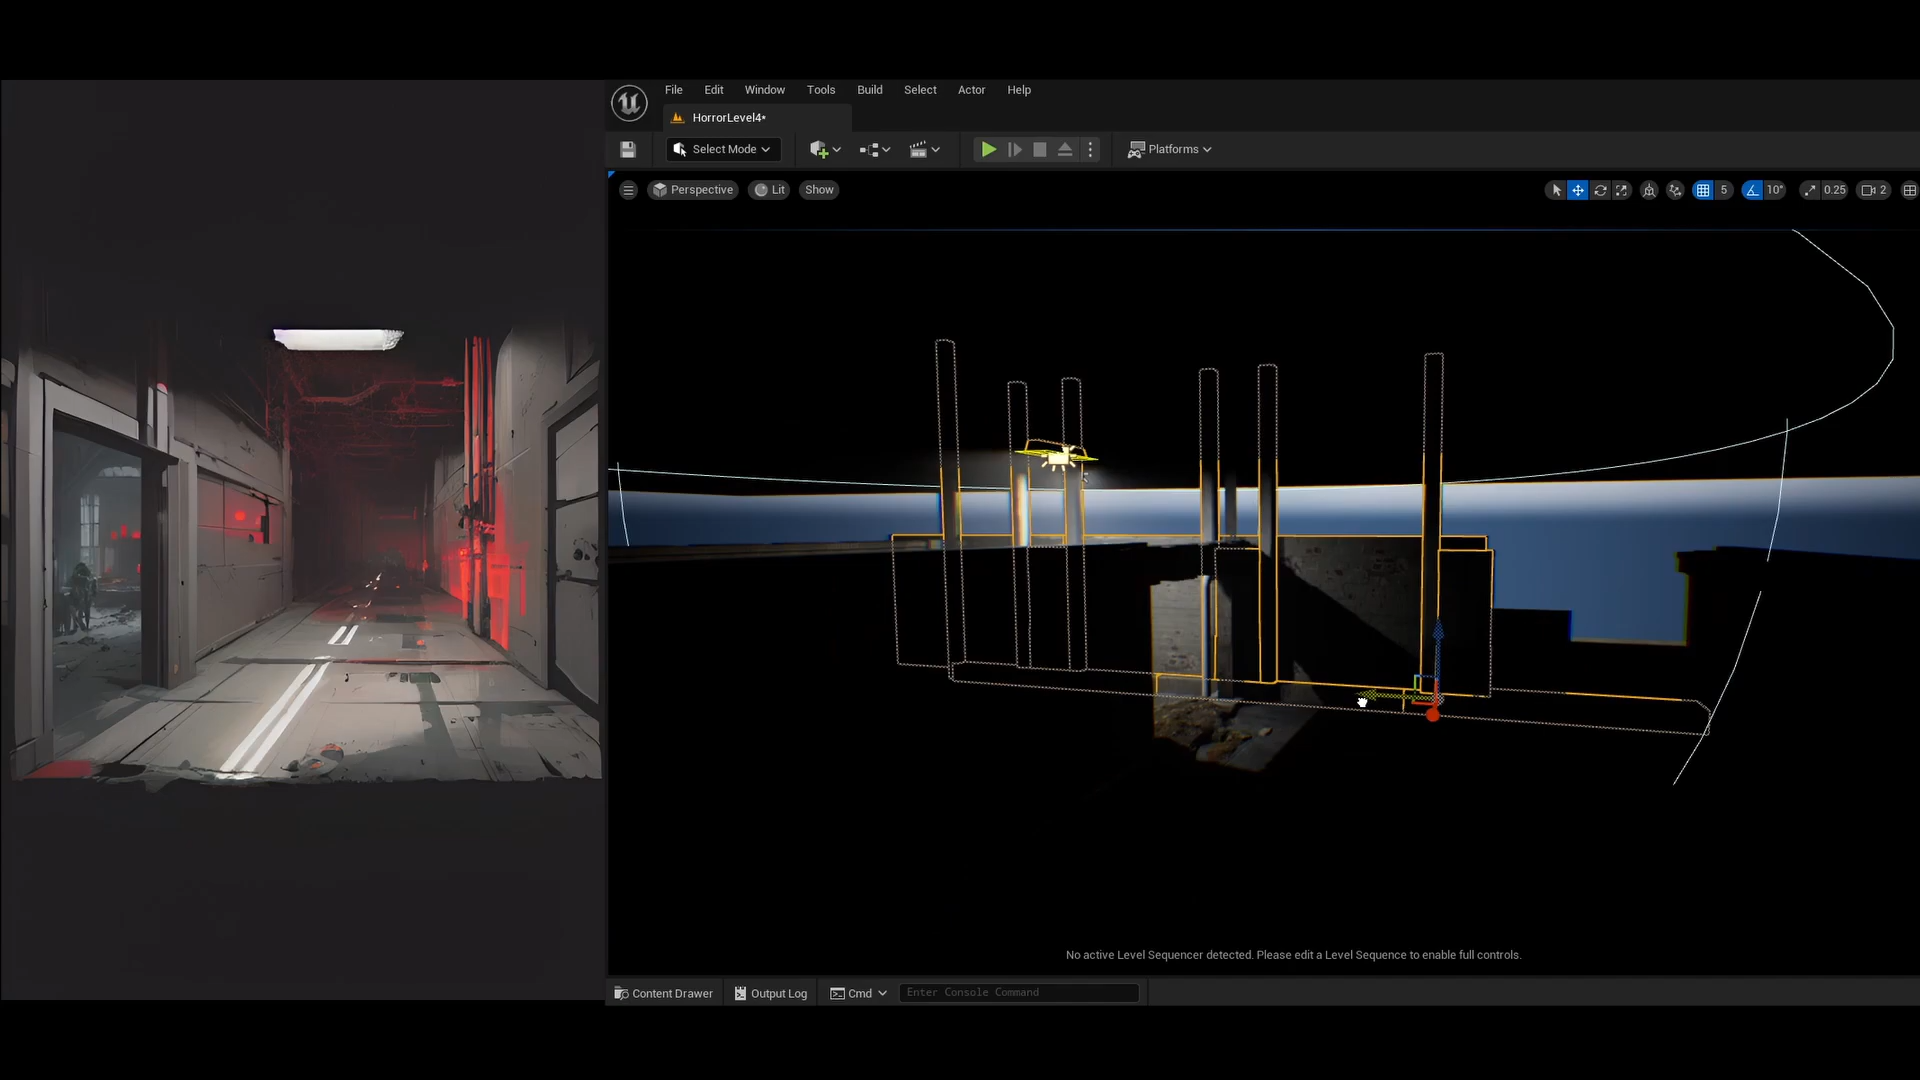 File Edit Window Tools Build Select Actor Help
HorrorLevel4*
Select Mode Platforms
Perspective Lit Show 5 10° 0.25 2
No active Level Sequencer detected. Please edit a Level Sequence to enable full controls.
Content Drawer Output Log Cmd Enter Console Command